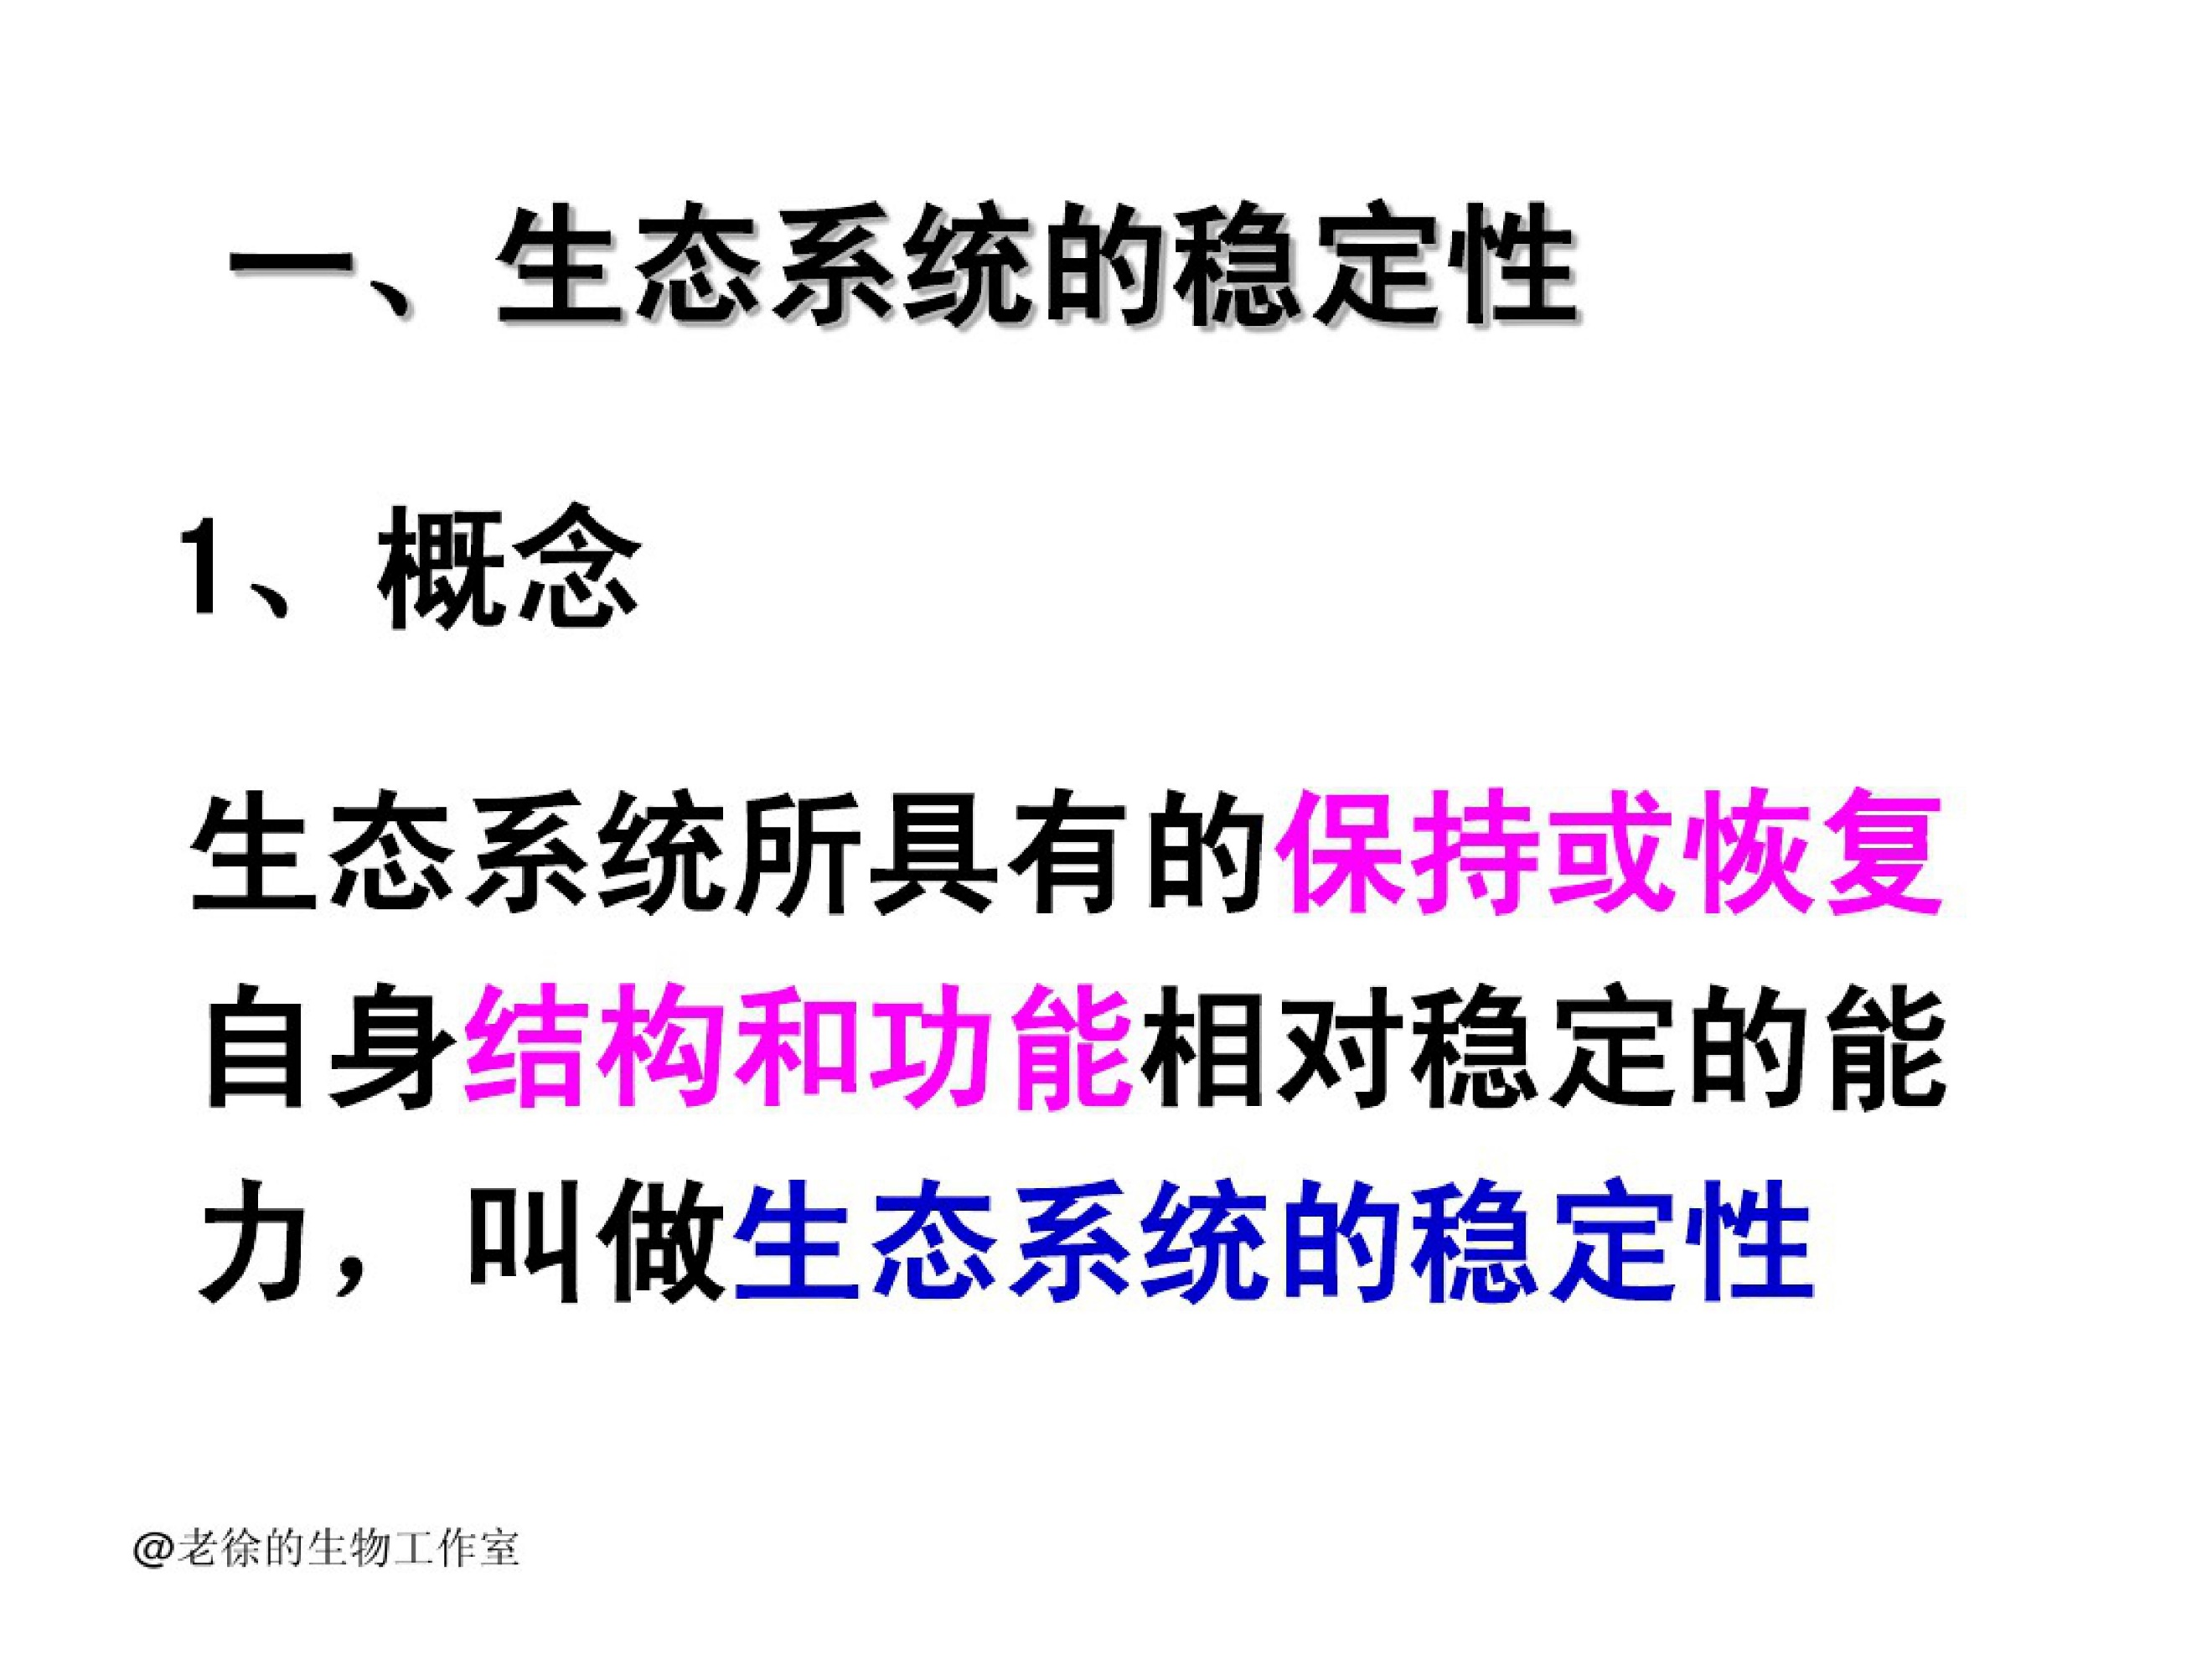 一、生态系统的稳定性
1、概念
生态系统所具有的保持或恢复
自身结构和功能相对稳定的能
力，叫做生态系统的稳定性
@老徐的生物工作室